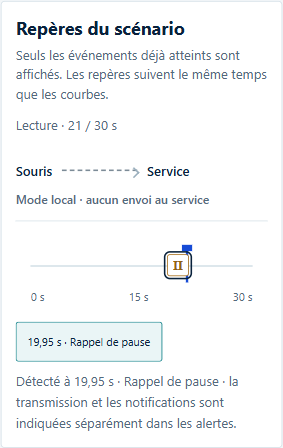 Repères du scénario
Seuls les événements déjà atteints sont
affichés. Les repères suivent le même temps
que les courbes.
Lecture · 21 / 30 s
Souris
Service
Mode local · aucun envoi au service
II
0 s
15 s
30 s
19,95 s · Rappel de pause
Détecté à 19,95 s · Rappel de pause · la
transmission et les notifications sont
indiquées séparément dans les alertes.